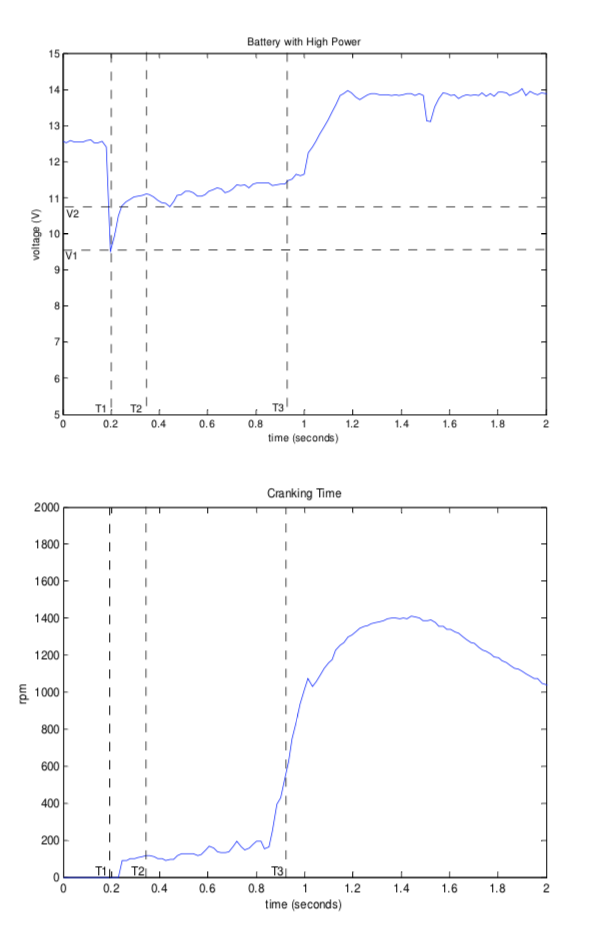 Battery with High Power
15
14
13
12
11
V2
10
V1
9
8
7
6
5
voltage (V)
T1 T2 T3
0 0.2 0.4 0.6 0.8 1 1.2 1.4 1.6 1.8 2
time (seconds)
Cranking Time
2000
1800
1600
1400
1200
1000
800
600
400
200
0
rpm
T1 T2 T3
0 0.2 0.4 0.6 0.8 1 1.2 1.4 1.6 1.8 2
time (seconds)